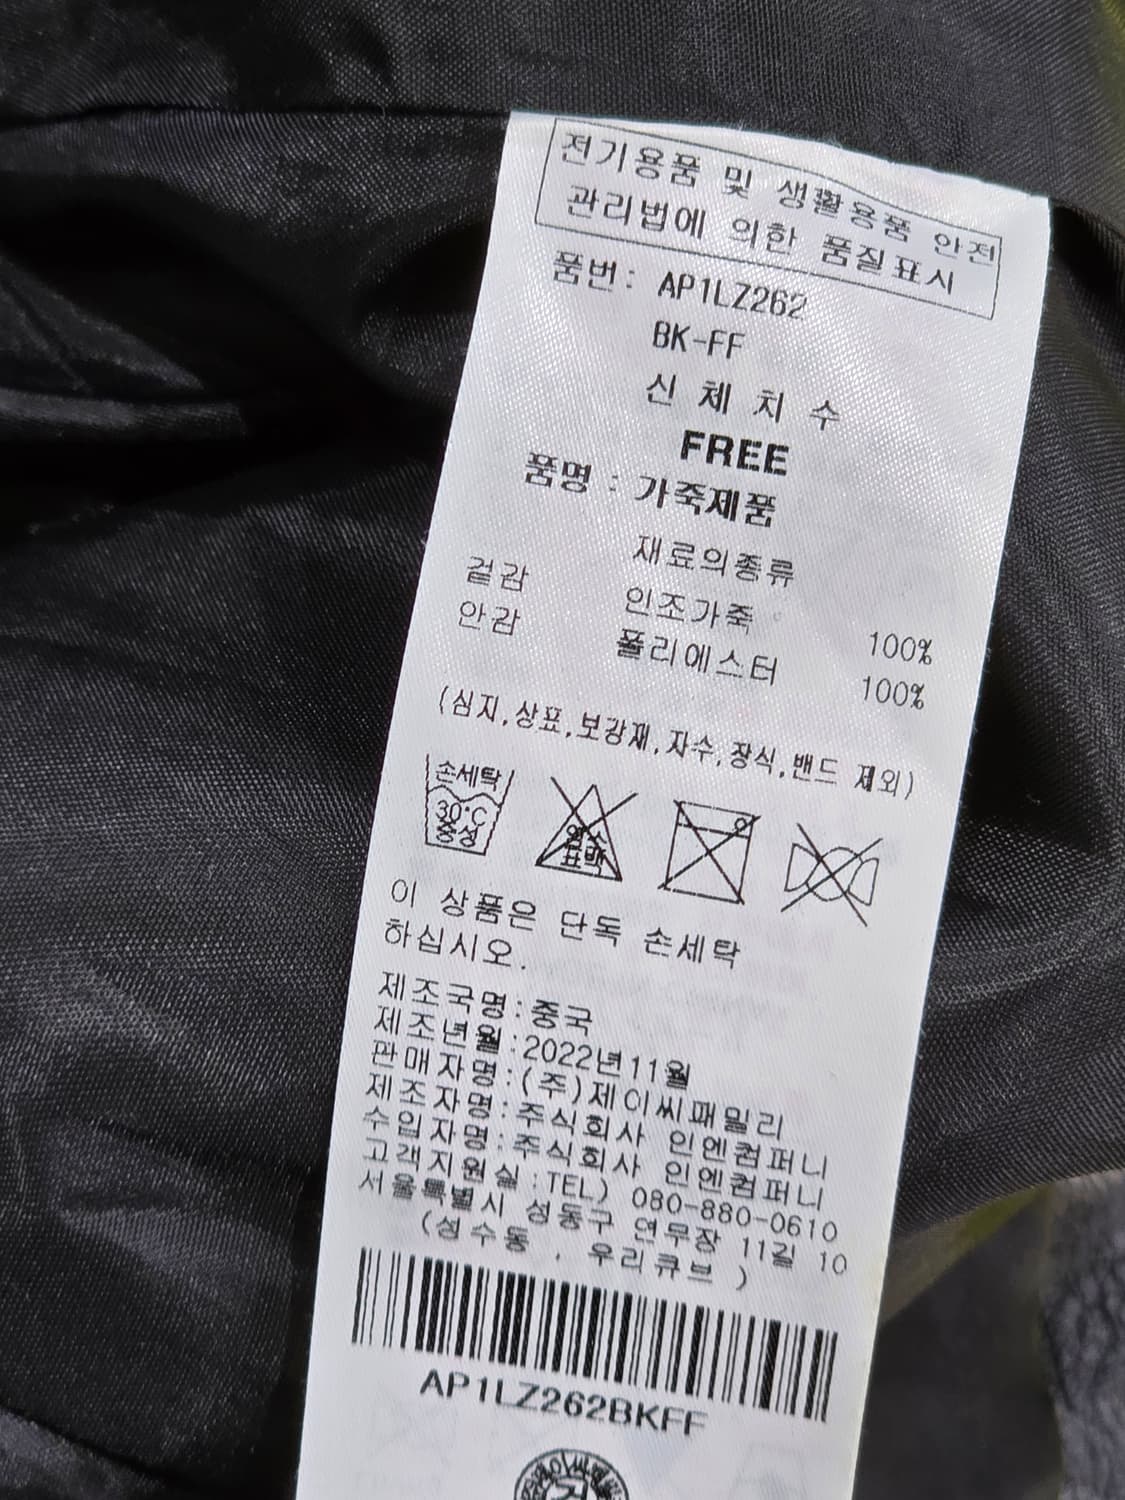 전기용품 및 생활용품 안전
관리법에 의한 품질표시
품번: AP1LZ262
BK-FF
신 체 치 수
FREE
품명 : 가죽제품
재료의종류
겉감 인조가죽 100%
안감 폴리에스터 100%
(심지,상표,보강재,자수,장식,밴드 제외)
손세탁
30°C
중성
염소
표백
이 상품은 단독 손세탁
하십시오.
제조국명:중국
제조년월:2022년11월
판매자명:(주)제이씨패밀리
제조자명:주식회사 인엔컴퍼니
수입자명:주식회사 인엔컴퍼니
고객지원실:TEL) 080-880-0610
서울특별시 성동구 연무장 11길 10
(성수동 , 우리큐브 )
AP1LZ262BKFF